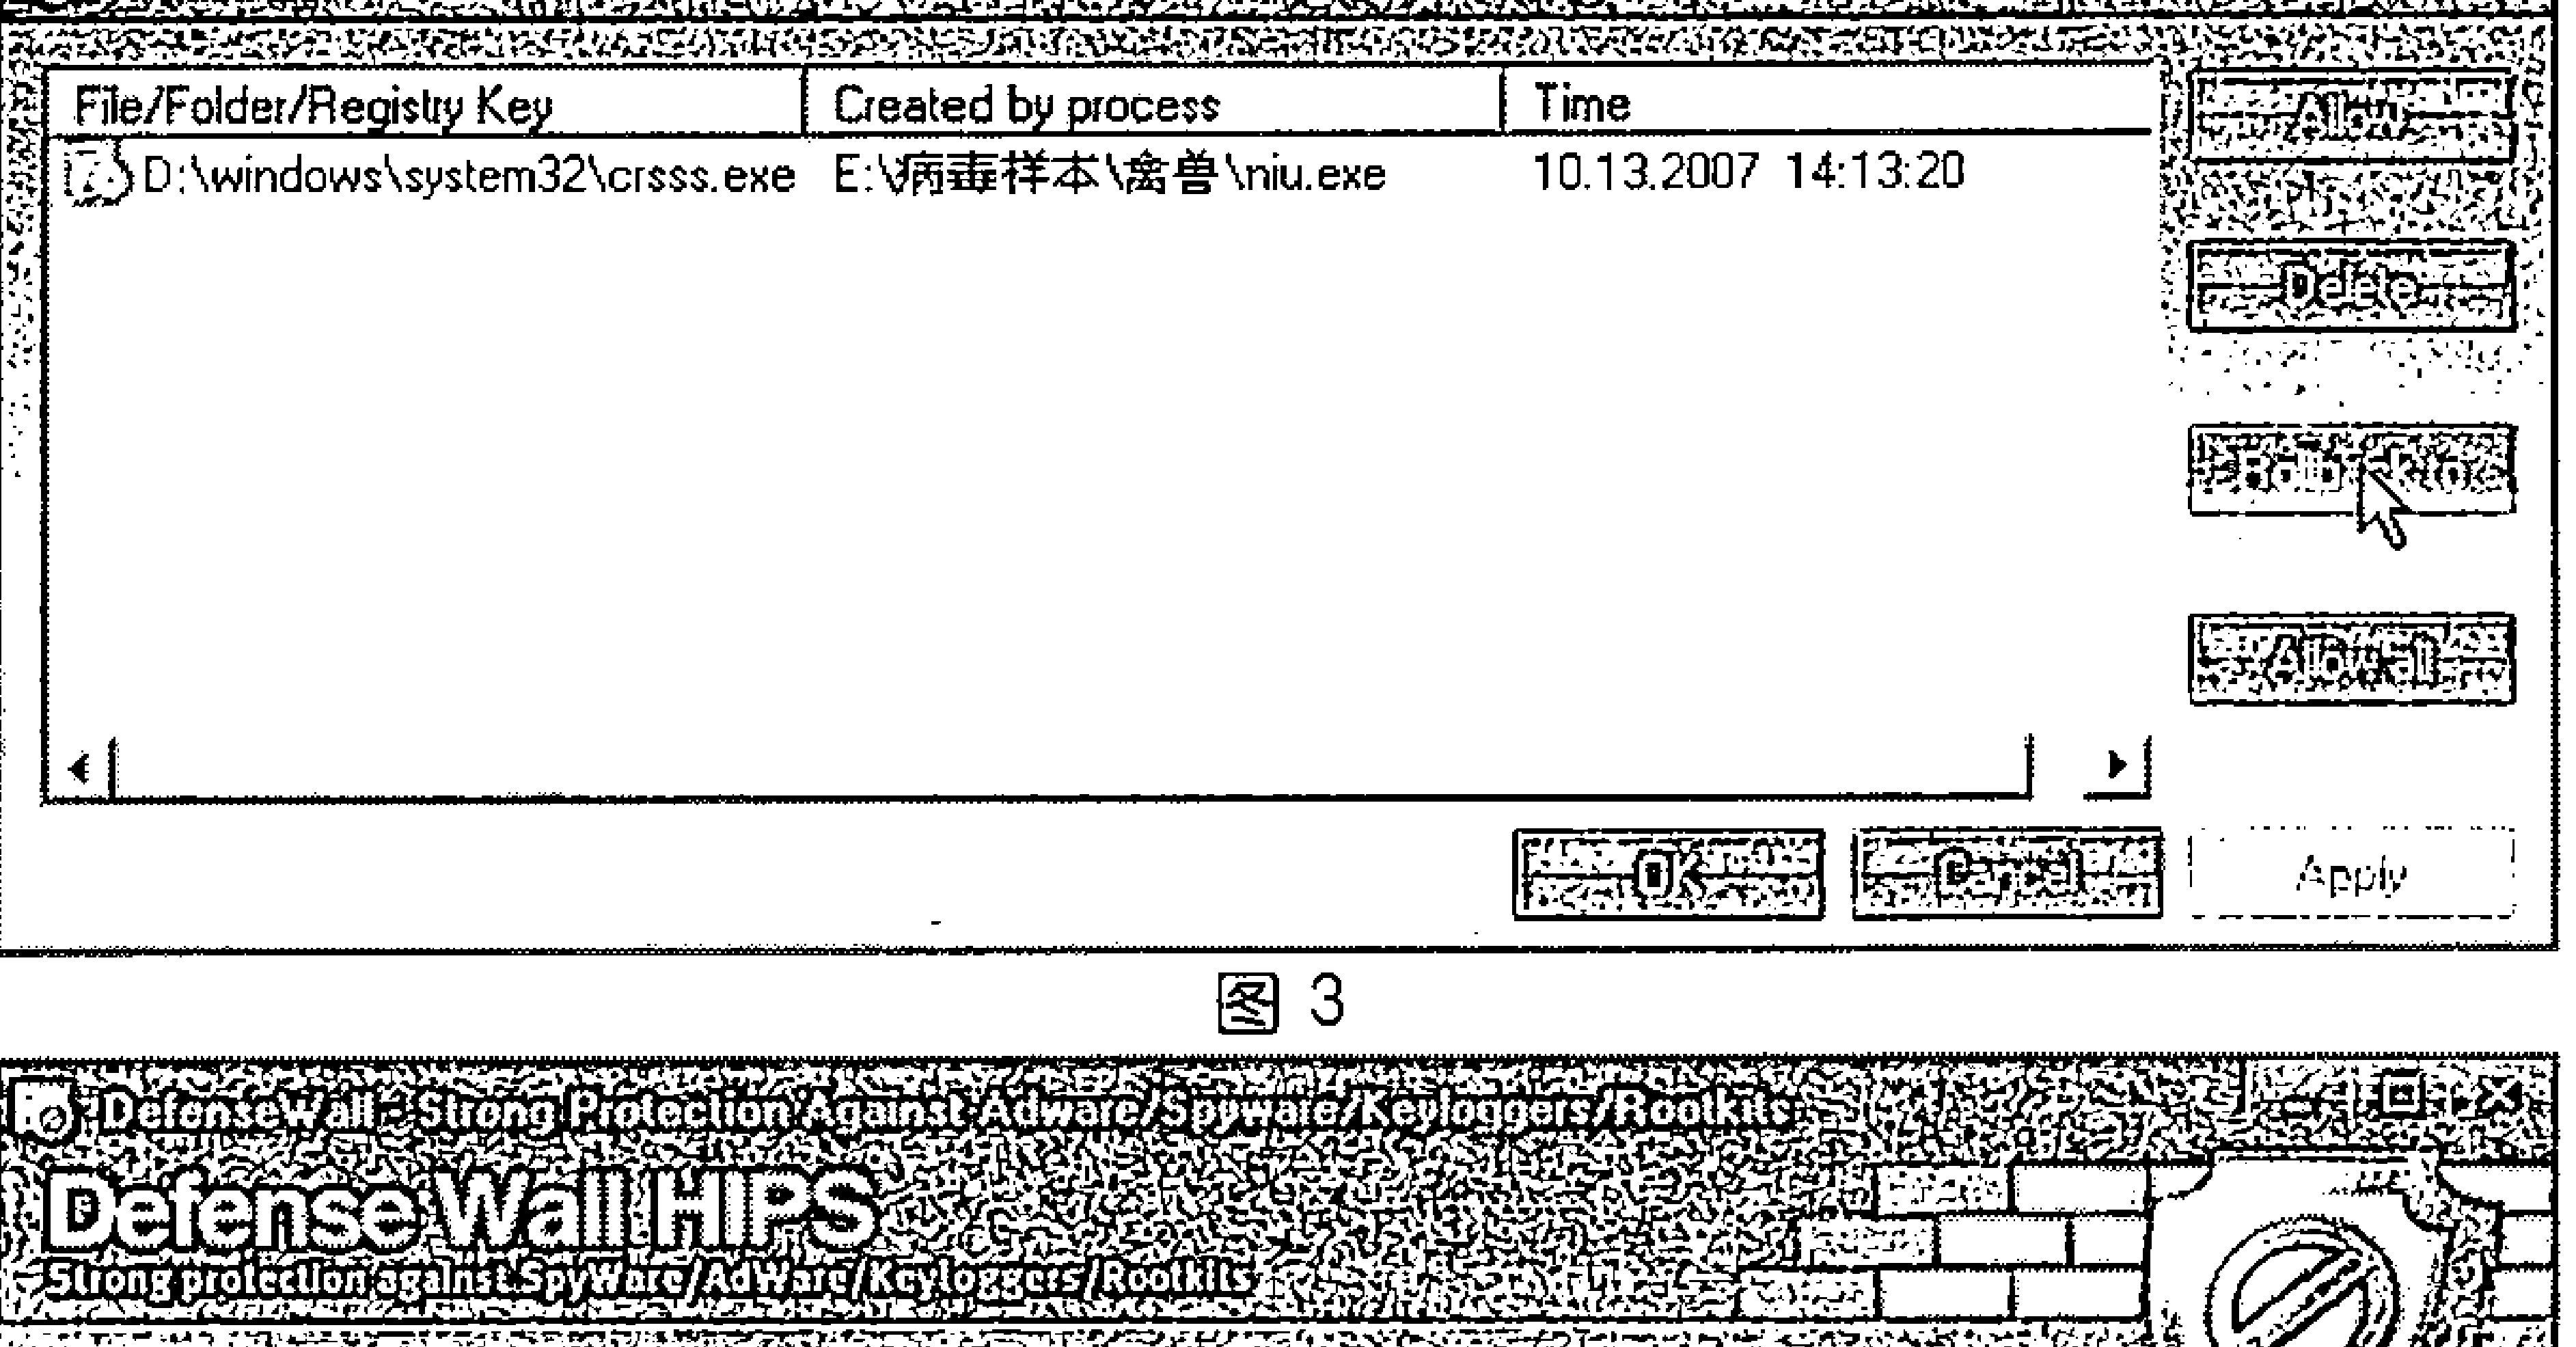 File/Folder/Registry Key Created by process Time
D:\windows\system32\crsss.exe E:\病毒样本\禽兽\niu.exe 10.13.2007 14:13:20
Allow
Delete
Allow all
OK Cancel Apply
图 3
DefenseWall - Strong Protection Against Adware/Spyware/Keyloggers/Rootkits
DefenseWall HIPS
Strong protection against SpyWare/AdWare/Keyloggers/Rootkits